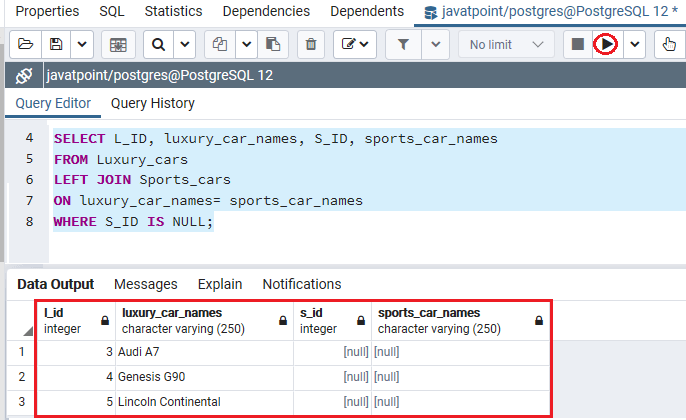 Properties SQL Statistics Dependencies Dependents javatpoint/postgres@PostgreSQL 12 *
No limit
javatpoint/postgres@PostgreSQL 12
Query Editor Query History
4 SELECT L_ID, luxury_car_names, S_ID, sports_car_names
5 FROM Luxury_cars
6 LEFT JOIN Sports_cars
7 ON luxury_car_names= sports_car_names
8 WHERE S_ID IS NULL;
Data Output Messages Explain Notifications
l_id luxury_car_names s_id sports_car_names
integer character varying (250) integer character varying (250)
1 3 Audi A7 [null] [null]
2 4 Genesis G90 [null] [null]
3 5 Lincoln Continental [null] [null]